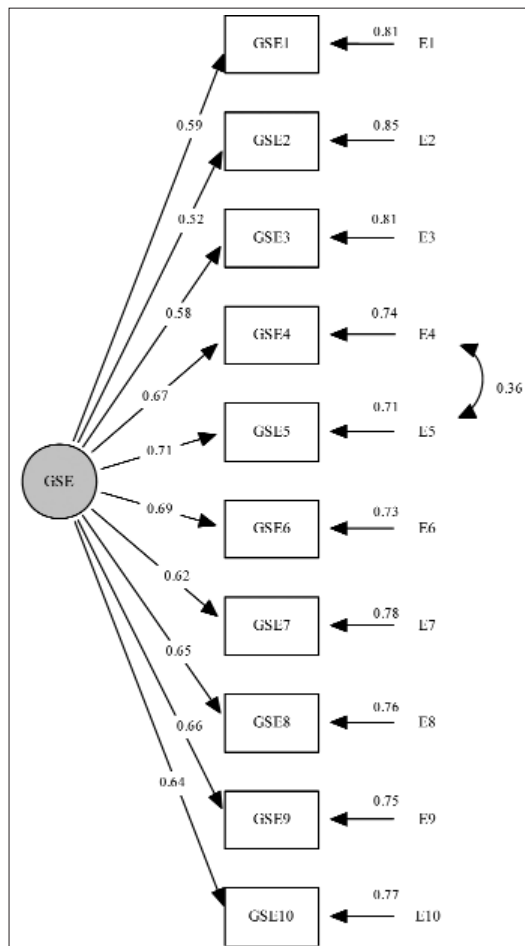 0.81
GSE1 E1
0.59
0.85
GSE2 E2
0.52
0.81
GSE3 E3
0.58
0.74
GSE4 E4
0.67
0.36
0.71
GSE5 E5
0.71
GSE
0.69
0.73
GSE6 E6
0.62
0.78
GSE7 E7
0.65
0.76
GSE8 E8
0.66
0.75
GSE9 E9
0.64
0.77
GSE10 E10